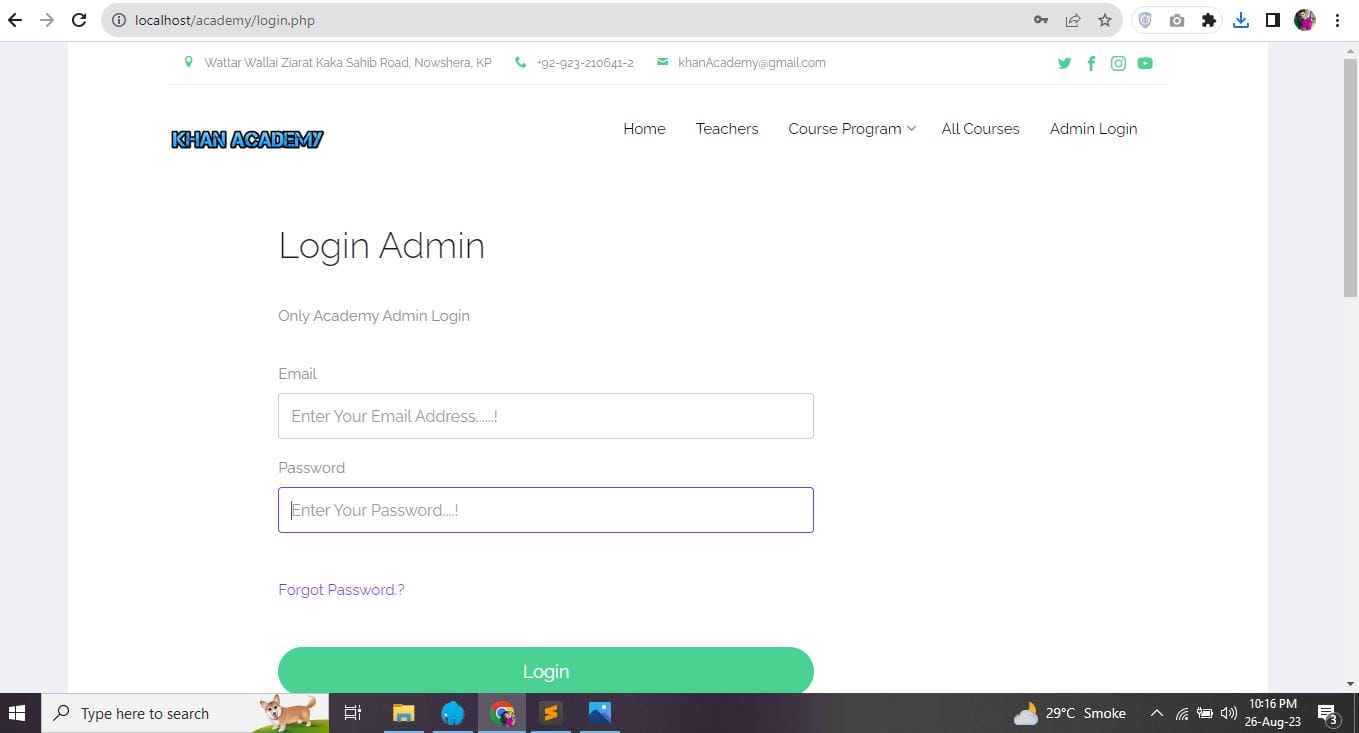 localhost/academy/login.php
Wattar Wallai Ziarat Kaka Sahib Road, Nowshera, KP +92-923-210641-2 khanAcademy@gmail.com
KHAN ACADEMY
Home Teachers Course Program All Courses Admin Login
Login Admin
Only Academy Admin Login
Email
Enter Your Email Address......!
Password
Enter Your Password....!
Forgot Password.?
Login
Type here to search
29°C Smoke
10:16 PM
26-Aug-23
3